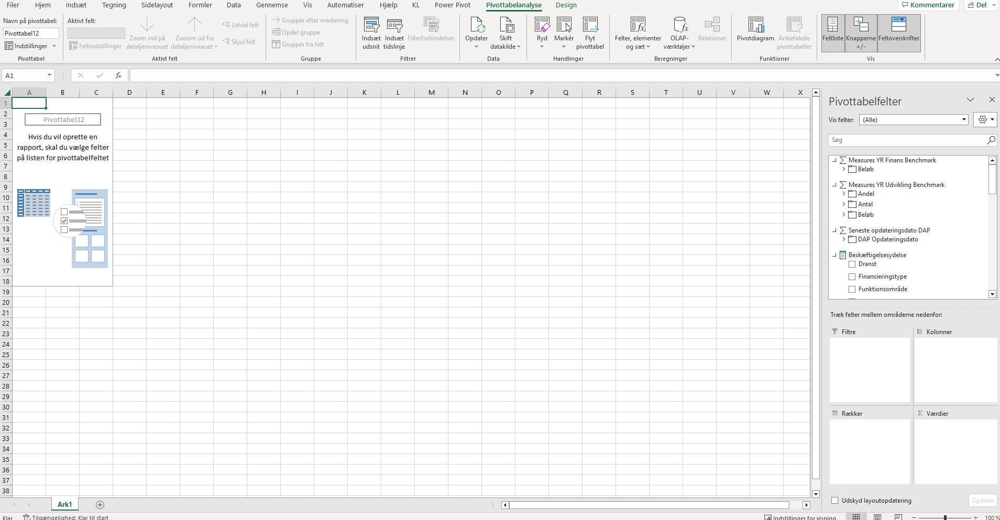 Filer Hjem Indsæt Tegning Sidelayout Formler Data Gennemse Vis Automatiser Hjælp KL Power Pivot Pivottabelanalyse Design Kommentarer Del
Navn på pivottabel:
Pivottabel12
Indstillinger
Pivottabel
Aktivt felt:
Feltindstillinger
Zooom ind på
detaljeniveauet
Zooom ud fra
detaljeniveauet
Udvid felt
Skjul felt
Aktivt felt
Gruppér efter markering
Opdel gruppe
Gruppér fra felt
Gruppe
Indsæt
udsnit
Indsæt
tidslinje
Filterforbindelser
Filtrer
Opdater
Skift
datakilde
Data
Ryd
Markér
Flyt
pivottabel
Handlinger
Felter, elementer
og sæt
OLAP-
værktøjer
Relationer
Beregninger
Pivotdiagram
Anbefalede
pivottabeller
Funktioner
Feltliste
Knapperne
+/-
Feltoverskrifter
Vis
A1
fx
A B C D E F G H I J K L M N O P Q R S T U V W X
1
2
3
4
5
6
7
8
9
10
11
12
13
14
15
16
17
18
19
20
21
22
23
24
25
26
27
28
29
30
31
32
33
34
35
36
37
38
Pivottabel12
Hvis du vil oprette en
rapport, skal du vælge felter
på listen for pivottabelfeltet
Pivottabelfelter
Vis felter: (Alle)
Søg
Measures YR Finans Benchmark
Beløb
Measures YR Udvikling Benchmark
Andel
Antal
Beløb
Seneste opdateringsdato DAP
DAP Opdateringsdato
Beskæftigelsesydelse
Dranst
Finansieringstype
Funktionsområde
Træk felter mellem områderne nedenfor:
Filtre
Kolonner
Rækker
Værdier
Udskyd layoutopdatering
Opdater
Ark1
Klar
Tilgængelighed: Klar til start
Indstillinger for visning
100 %